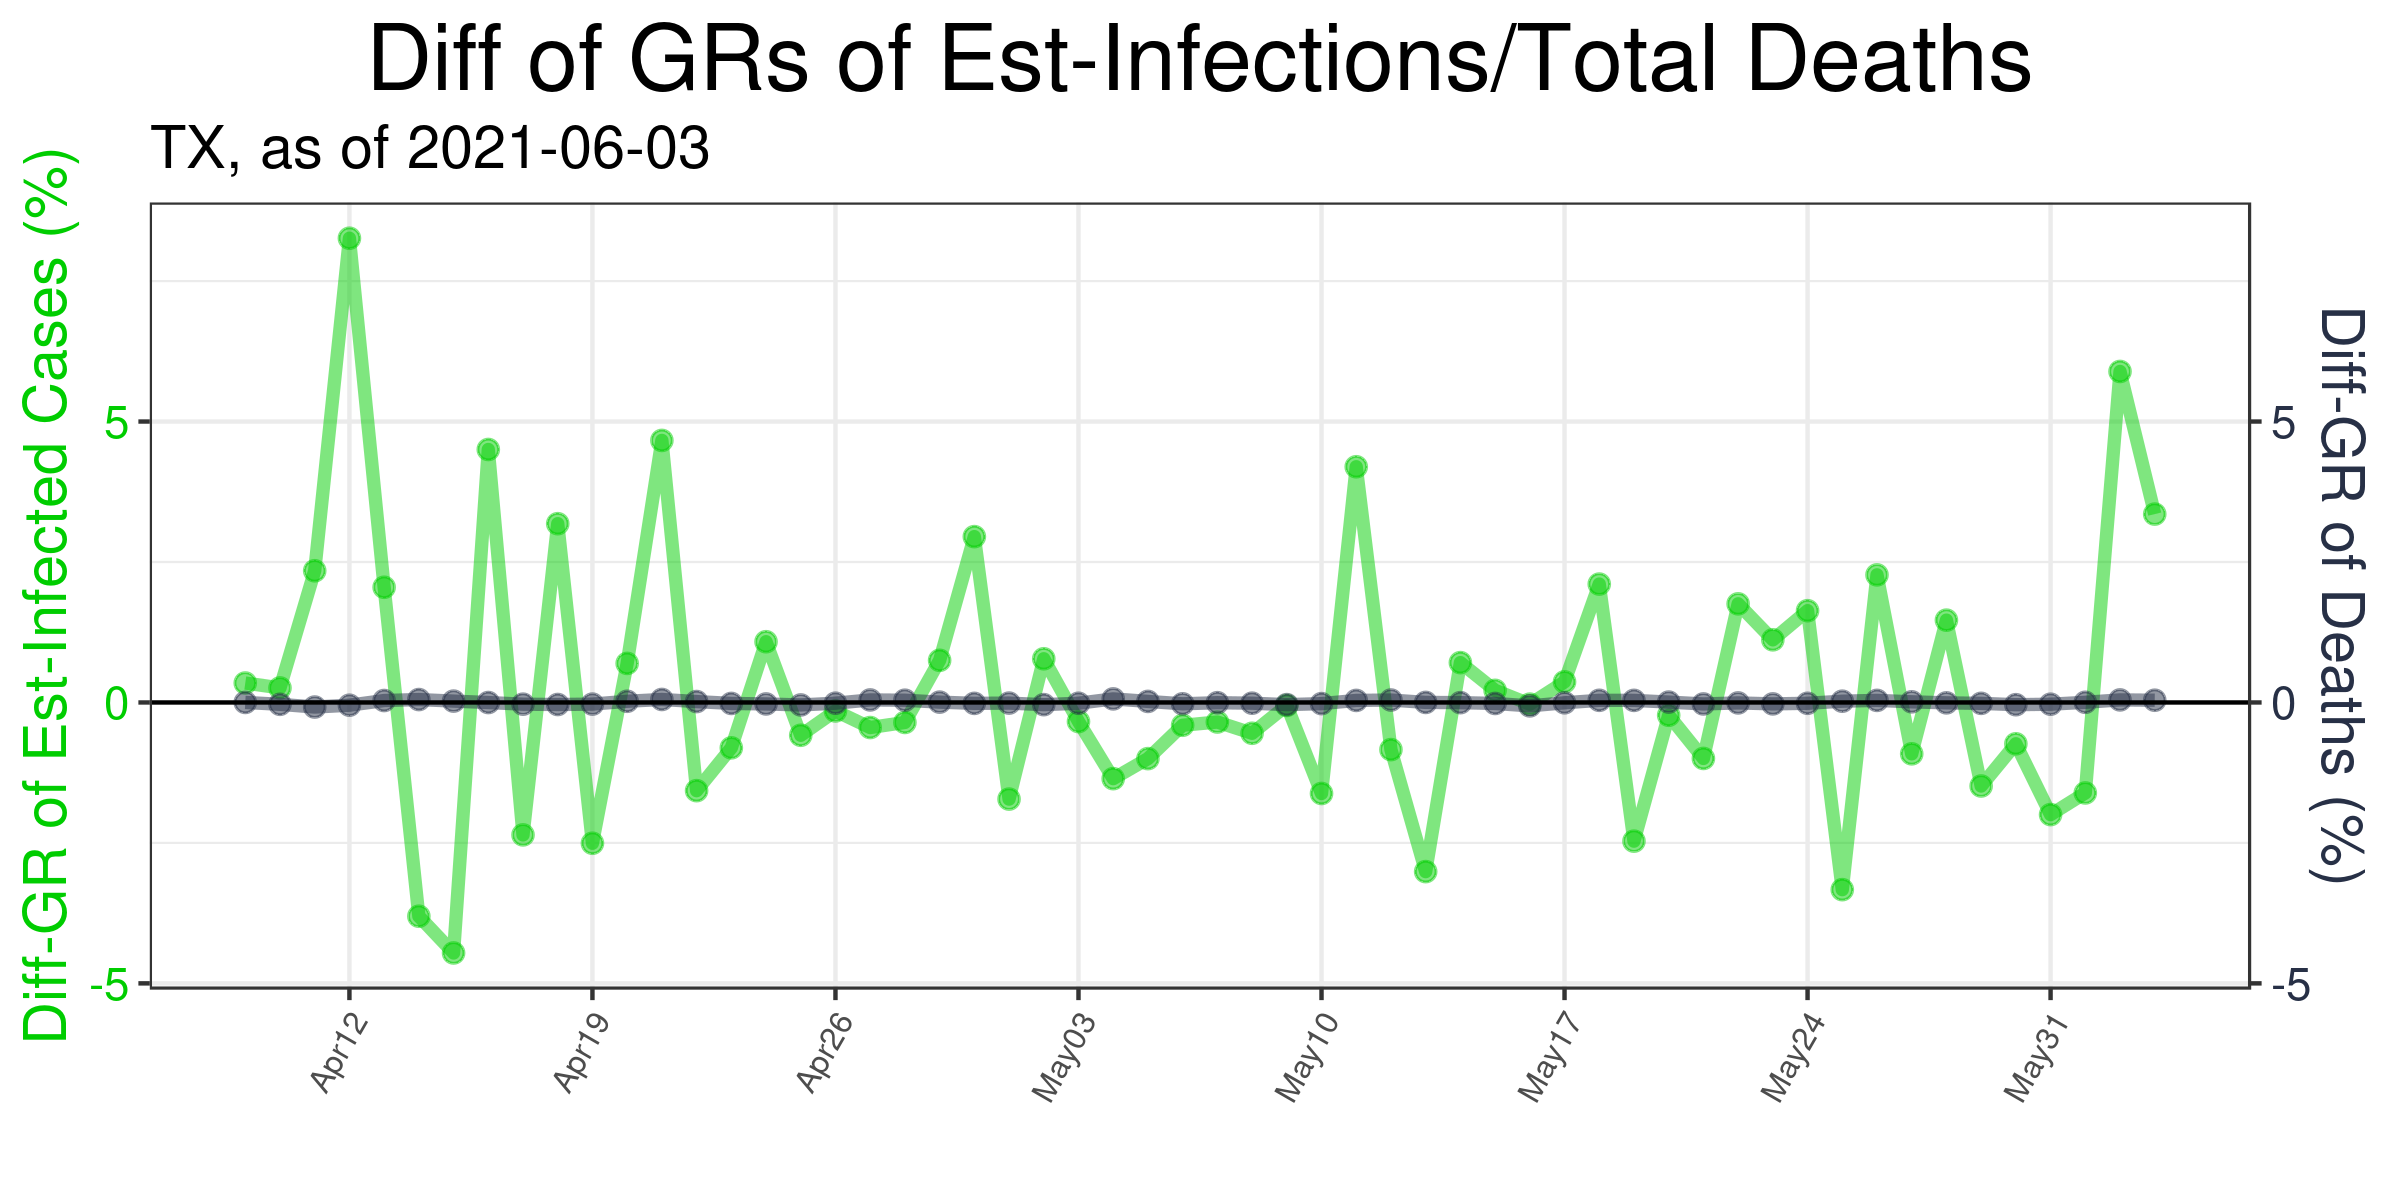 Diff of GRs of Est-Infections/Total Deaths
TX, as of 2021-06-03
Diff-GR of Est-Infected Cases (%)
5
0
-5
5
0
-5
Diff-GR of Deaths (%)
Apr12
Apr19
Apr26
May03
May10
May17
May24
May31